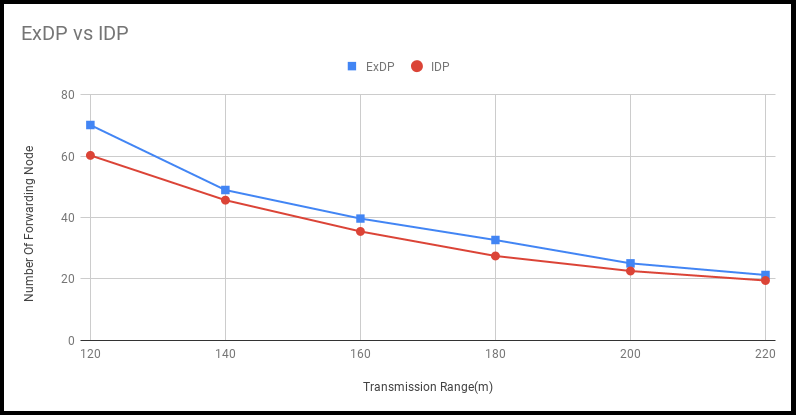 ExDP vs IDP
ExDP IDP
Number Of Forwarding Node
80
60
40
20
0
120 140 160 180 200 220
Transmission Range(m)